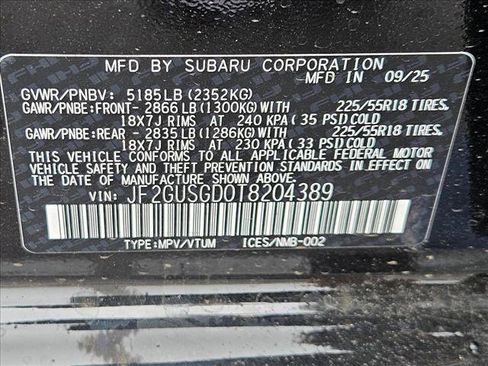 MFD BY SUBARU CORPORATION
MFD IN 09/25
GVWR/PNBV: 5185LB (2352KG)
GAWR/PNBE: FRONT- 2866 LB (1300KG) WITH 225/55R18 TIRES,
18X7J RIMS AT 240 KPA (35 PSI) COLD
GAWR/PNBE: REAR - 2835 LB (1286KG) WITH 225/55R18 TIRES,
18X7J RIMS AT 230 KPA (33 PSI) COLD
THIS VEHICLE CONFORMS TO ALL APPLICABLE FEDERAL MOTOR
VEHICLE SAFETY AND THEFT PREVENTION STANDARDS IN EFFECT ON THE
DATE OF MANUFACTURE SHOWN ABOVE.
VIN: JF2GUSGD0T8204389
TYPE:MPV/VTUM ICES/NMB-002